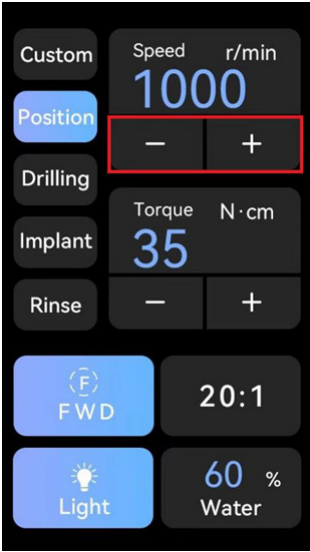 Custom
Speed r/min
1000
Position
− +
Drilling
Torque N·cm
35
Implant
Rinse
− +
(F)
FWD
20:1
Light
60 %
Water